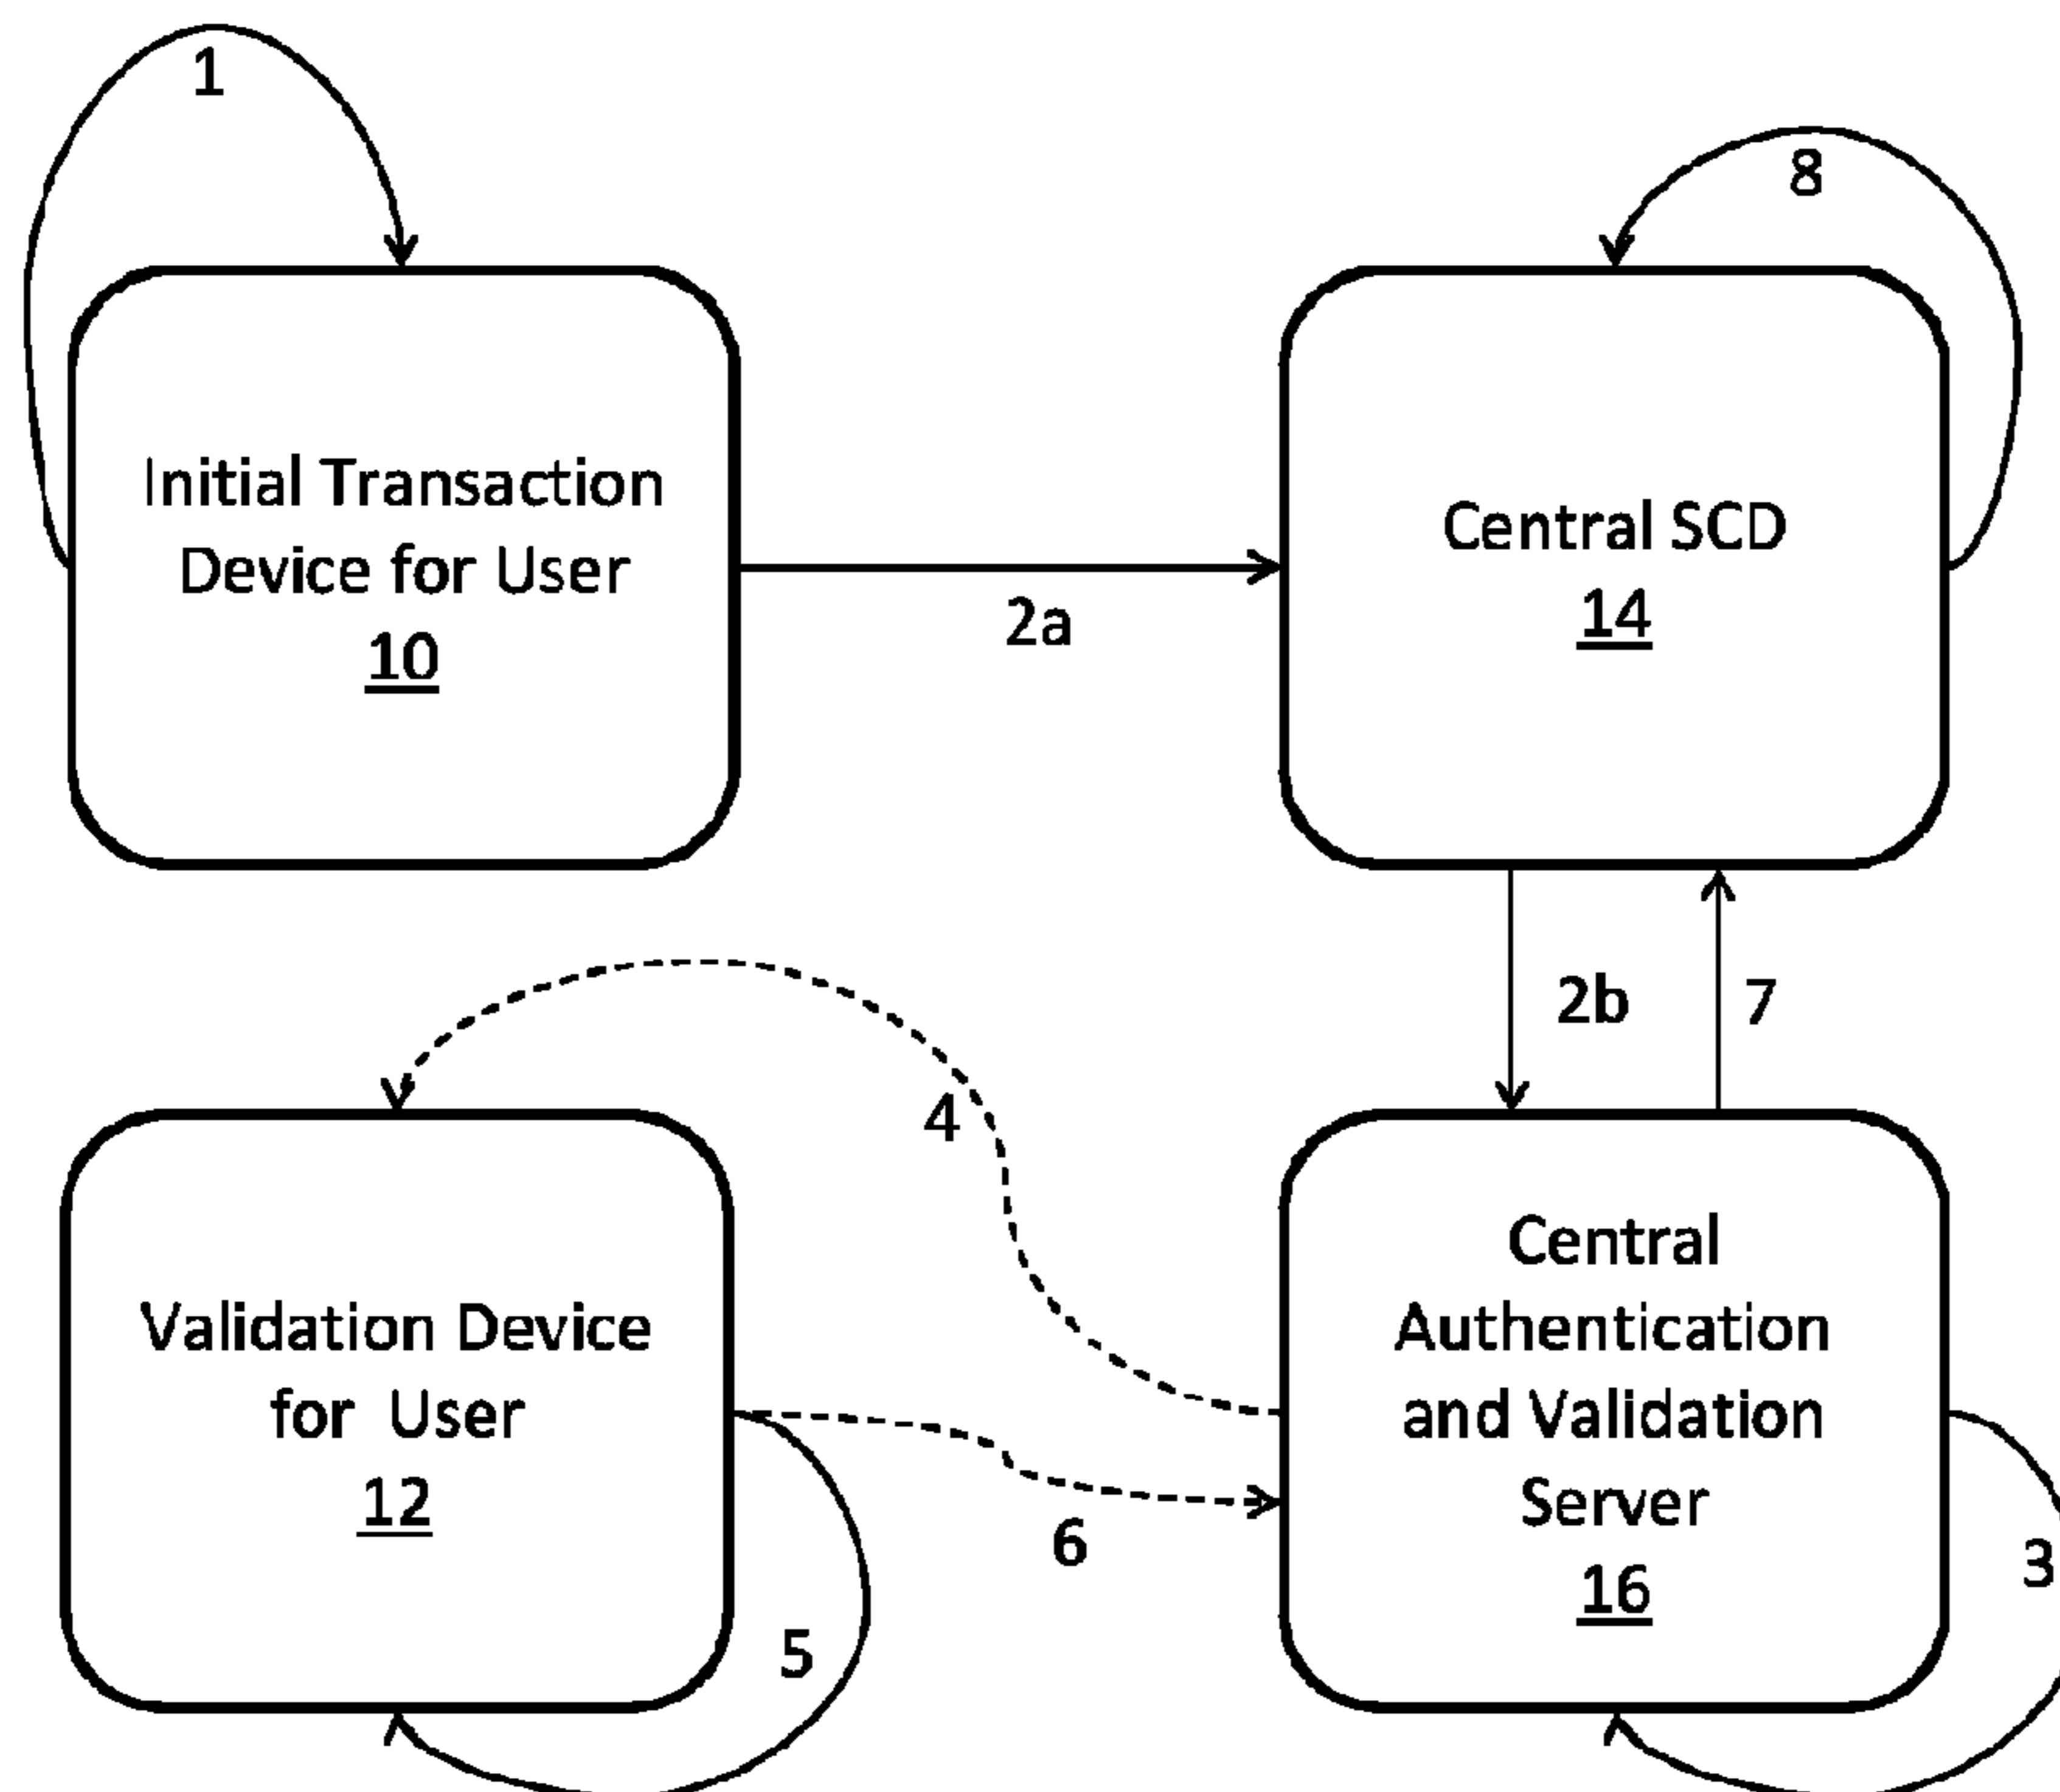 1
8
Initial Transaction
Device for User
10
2a
Central SCD
14
2b
7
4
Validation Device
for User
12
6
5
Central
Authentication
and Validation
Server
16
3